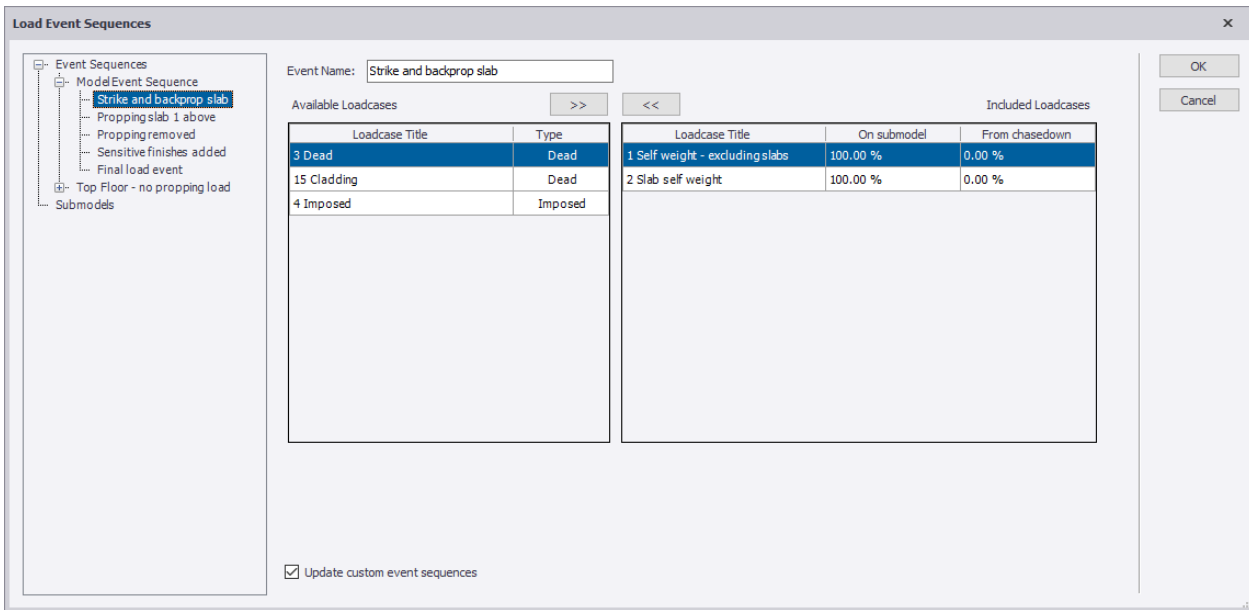 Load Event Sequences
Event Sequences
Model Event Sequence
Strike and backprop slab
Propping slab 1 above
Propping removed
Sensitive finishes added
Final load event
Top Floor - no propping load
Submodels
Event Name: Strike and backprop slab
Available Loadcases >> << Included Loadcases
Loadcase Title Type Loadcase Title On submodel From chasedown
3 Dead Dead 1 Self weight - excluding slabs 100.00 % 0.00 %
15 Cladding Dead 2 Slab self weight 100.00 % 0.00 %
4 Imposed Imposed
Update custom event sequences
OK
Cancel